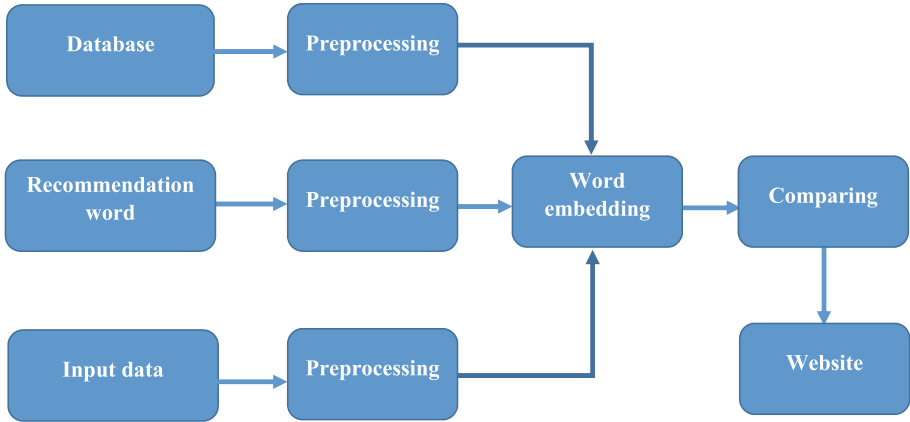 Database
Preprocessing
Recommendation
word
Preprocessing
Word
embedding
Comparing
Input data
Preprocessing
Website